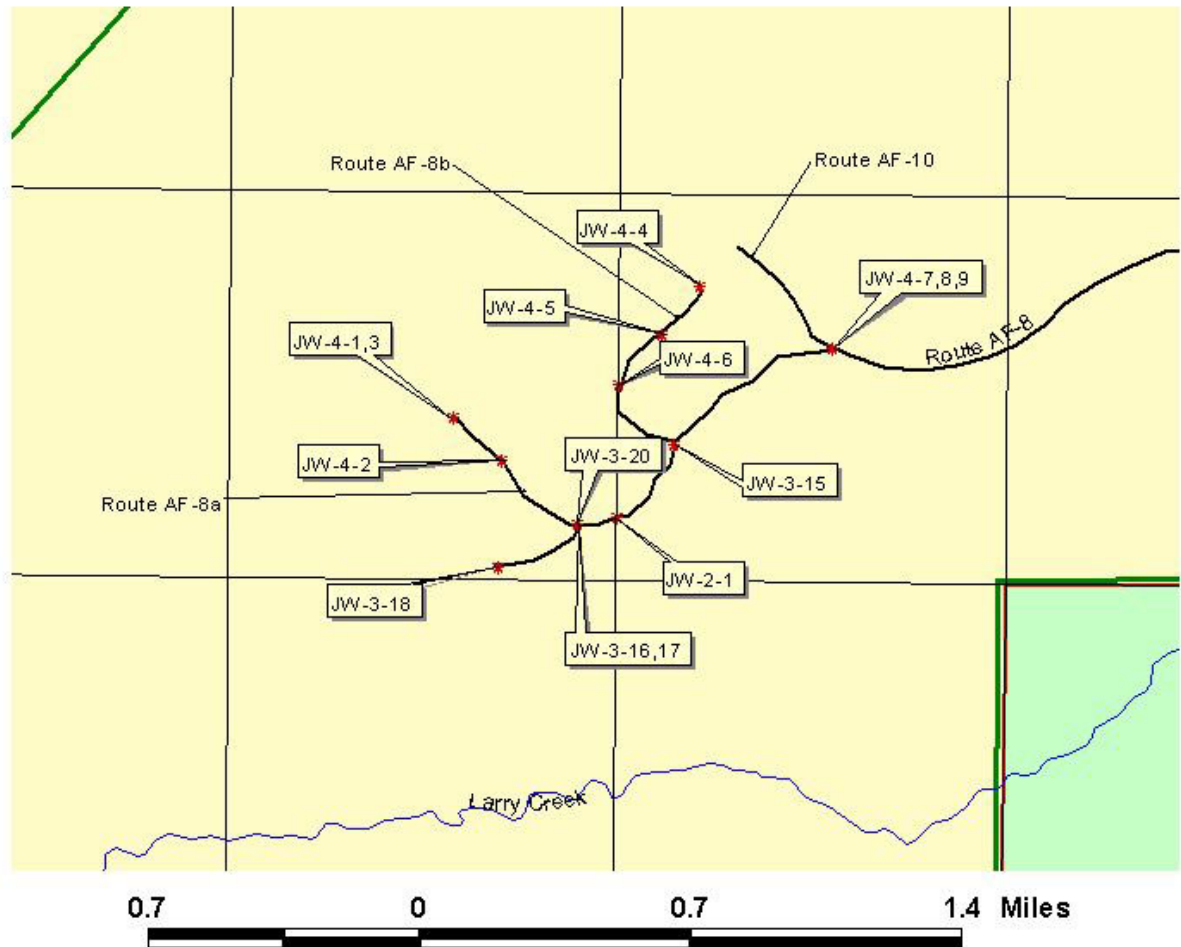 Route AF-8b
Route AF-10
JW-4-4
JW-4-7,8,9
JW-4-5
JW-4-1,3
Route AF-8
JW-4-6
JW-3-20
JW-4-2
JW-3-15
Route AF-8a
JW-2-1
JW-3-18
JW-3-16,17
Larry Creek
0.7 0 0.7 1.4 Miles